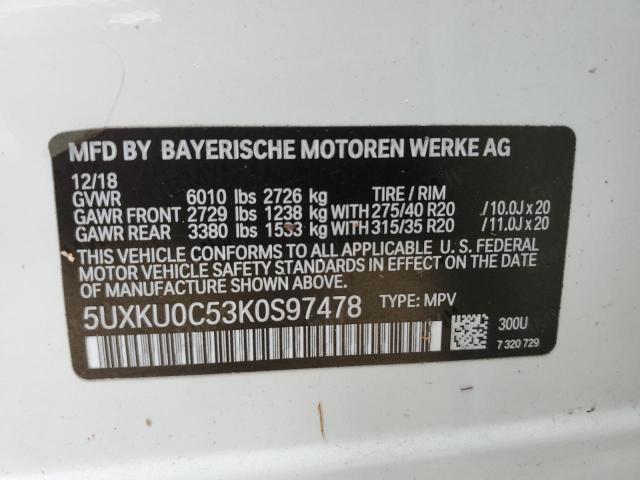 MFD BY BAYERISCHE MOTOREN WERKE AG
12/18
GVWR 6010 lbs 2726 kg TIRE / RIM
GAWR FRONT 2729 lbs 1238 kg WITH 275/40 R20 / 10.0J x 20
GAWR REAR 3380 lbs 1533 kg WITH 315/35 R20 / 11.0J x 20
THIS VEHICLE CONFORMS TO ALL APPLICABLE U. S. FEDERAL
MOTOR VEHICLE SAFETY STANDARDS IN EFFECT ON THE DATE
OF MANUFACTURE SHOWN ABOVE.
5UXKU0C53K0S97478 TYPE: MPV
300U
7 320 729